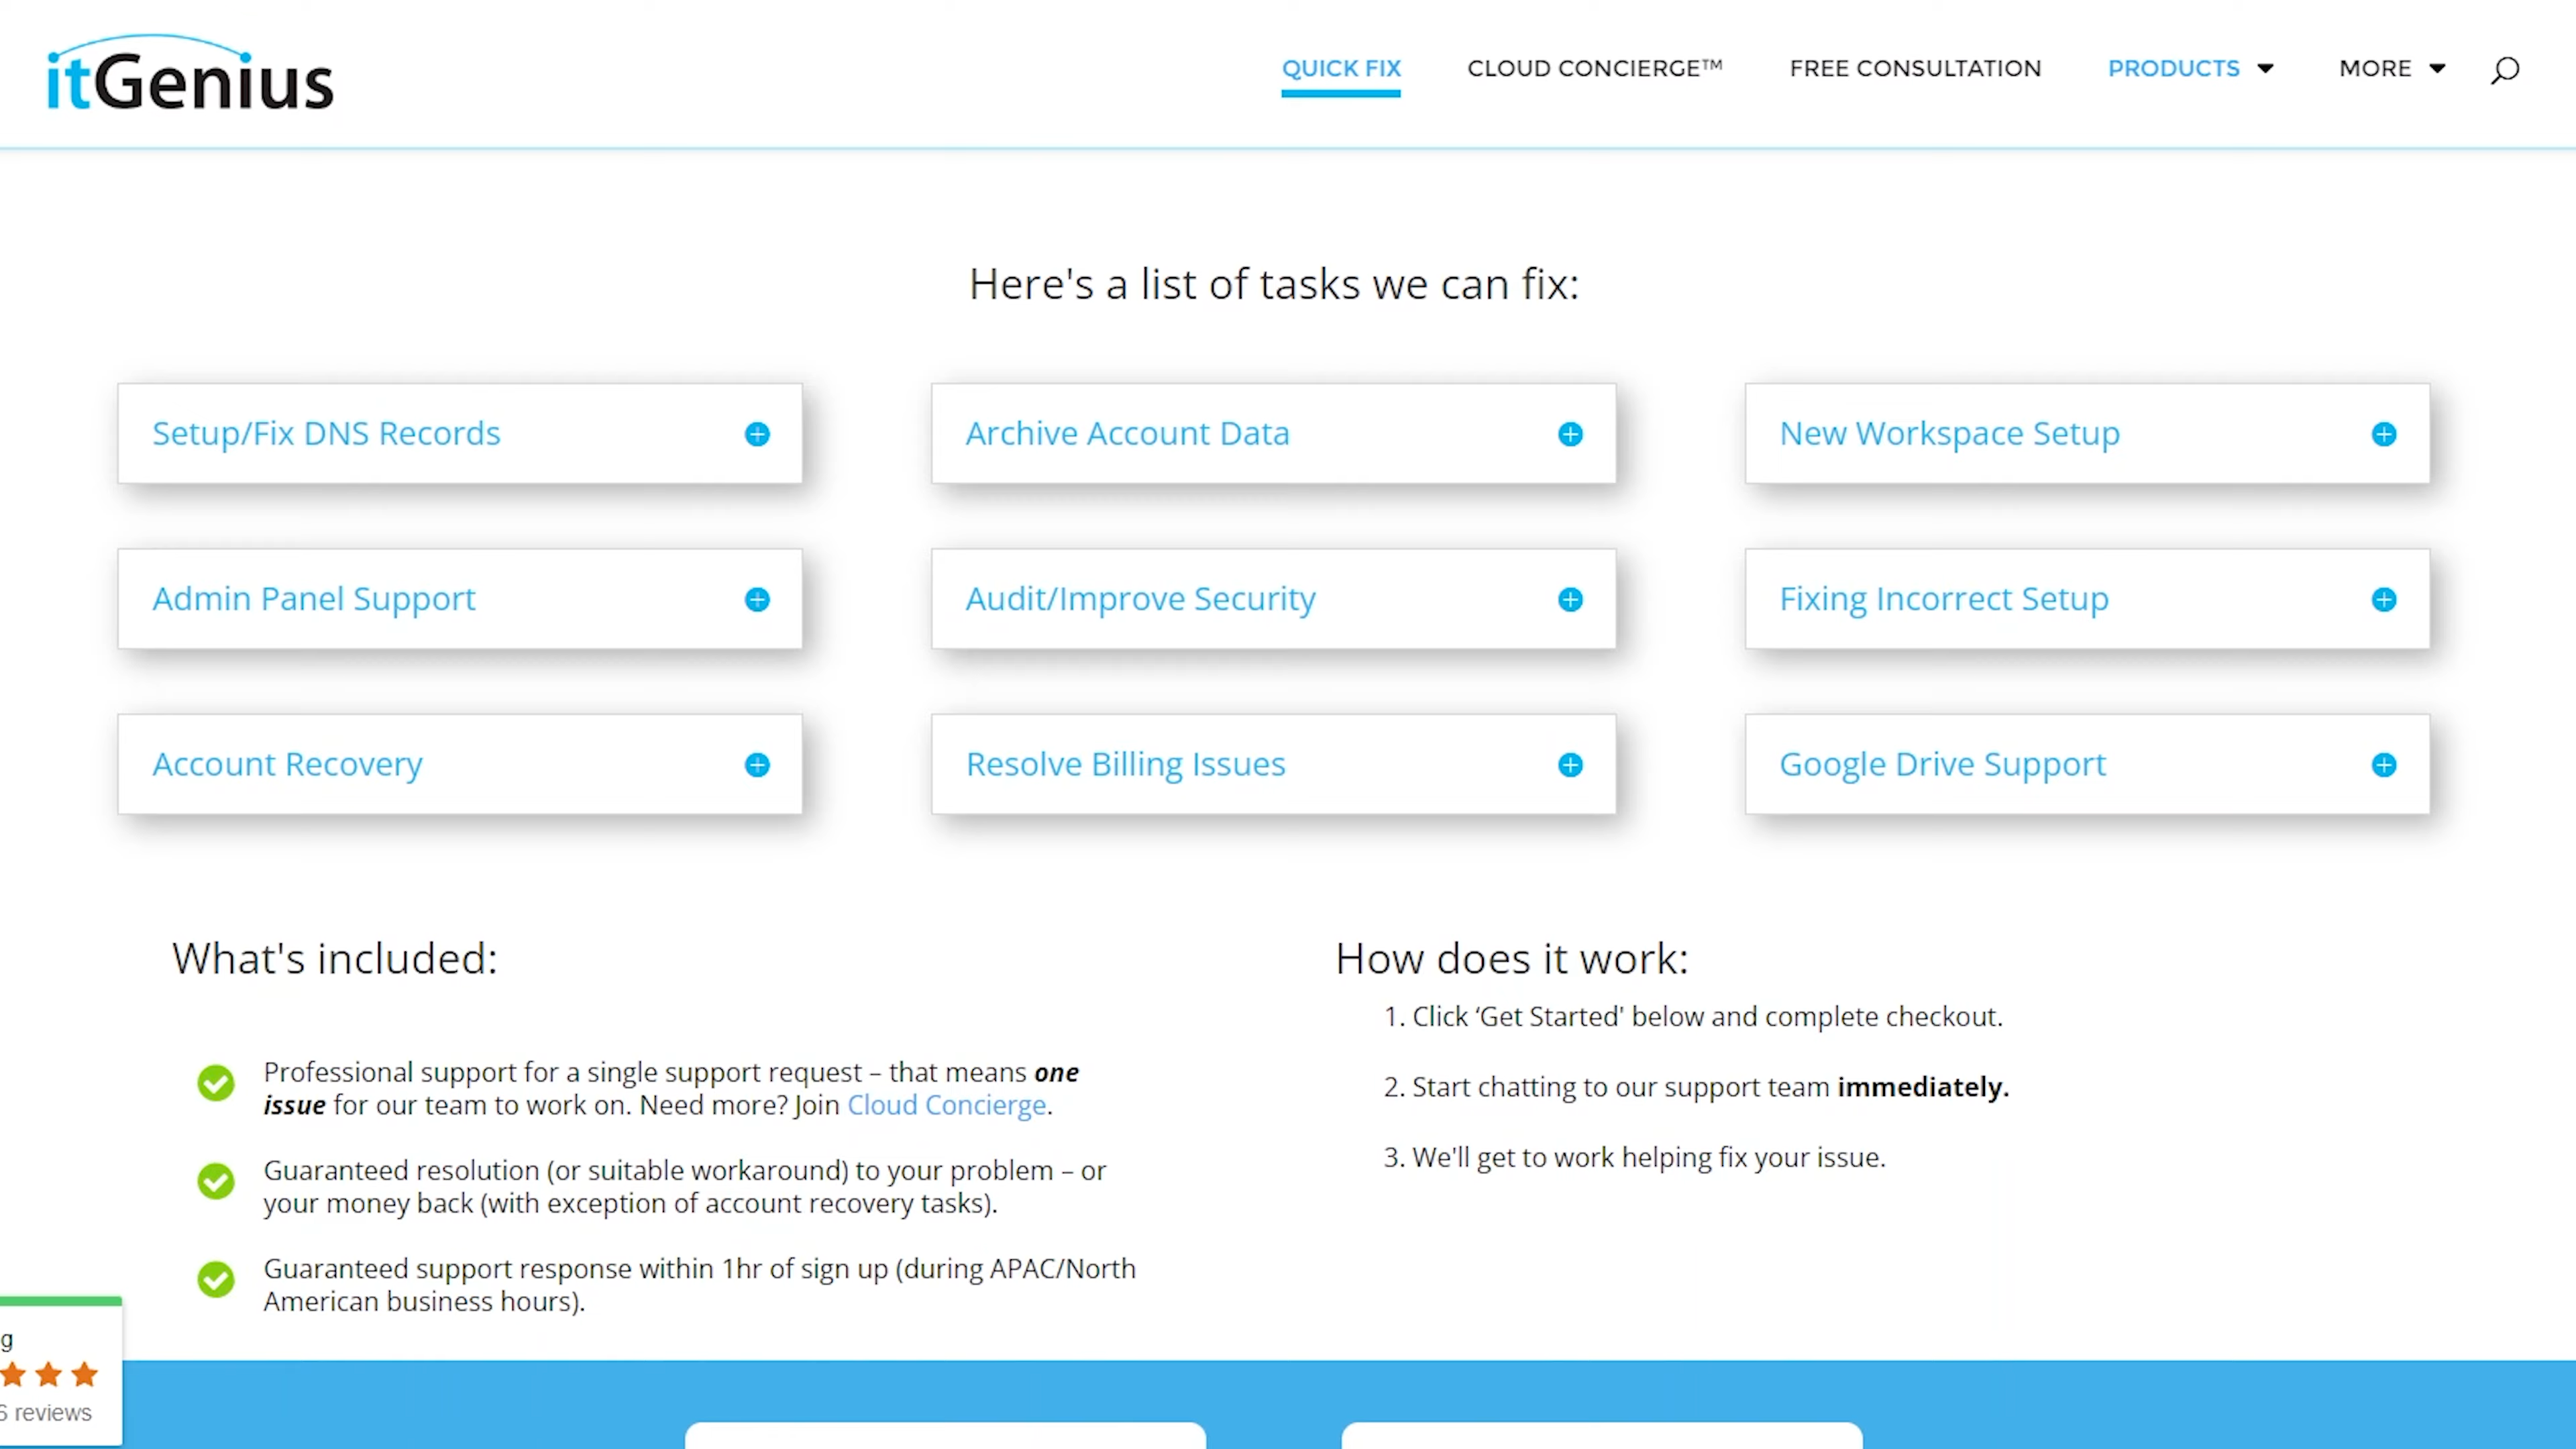 itGenius
QUICK FIX
CLOUD CONCIERGE™
FREE CONSULTATION
PRODUCTS
MORE
Here's a list of tasks we can fix:
Setup/Fix DNS Records
Archive Account Data
New Workspace Setup
Admin Panel Support
Audit/Improve Security
Fixing Incorrect Setup
Account Recovery
Resolve Billing Issues
Google Drive Support
What's included:
Professional support for a single support request – that means one
issue for our team to work on. Need more? Join Cloud Concierge.
Guaranteed resolution (or suitable workaround) to your problem – or
your money back (with exception of account recovery tasks).
Guaranteed support response within 1hr of sign up (during APAC/North
American business hours).
How does it work:
1. Click ‘Get Started' below and complete checkout.
2. Start chatting to our support team immediately.
3. We'll get to work helping fix your issue.
g
6 reviews